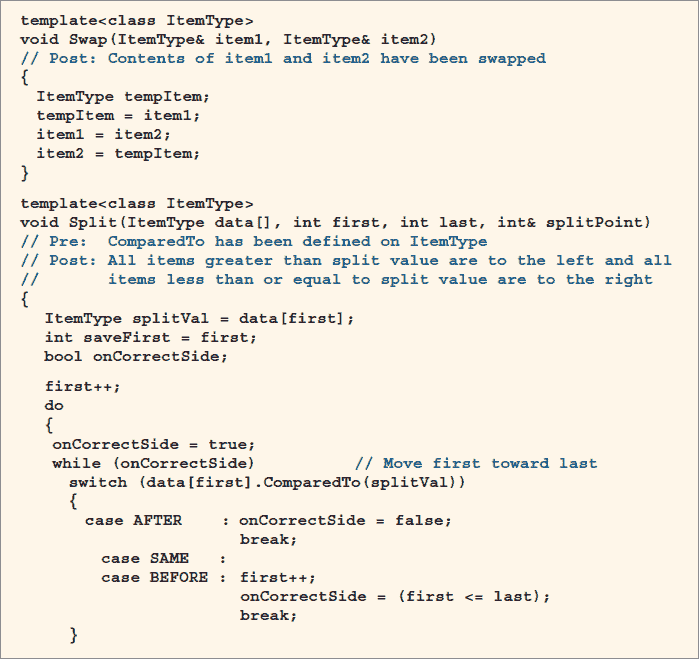 template<class ItemType>
void Swap(ItemType& item1, ItemType& item2)
// Post: Contents of item1 and item2 have been swapped
{
  ItemType tempItem;
  tempItem = item1;
  item1 = item2;
  item2 = tempItem;
}
template<class ItemType>
void Split(ItemType data[], int first, int last, int& splitPoint)
// Pre:  ComparedTo has been defined on ItemType
// Post: All items greater than split value are to the left and all
//       items less than or equal to split value are to the right
{
   ItemType splitVal = data[first];
   int saveFirst = first;
   bool onCorrectSide;
   first++;
   do
   {
    onCorrectSide = true;
    while (onCorrectSide)            // Move first toward last
      switch (data[first].ComparedTo(splitVal))
      {
        case AFTER    : onCorrectSide = false;
                        break;
          case SAME   :
          case BEFORE : first++;
                        onCorrectSide = (first <= last);
                        break;
      }